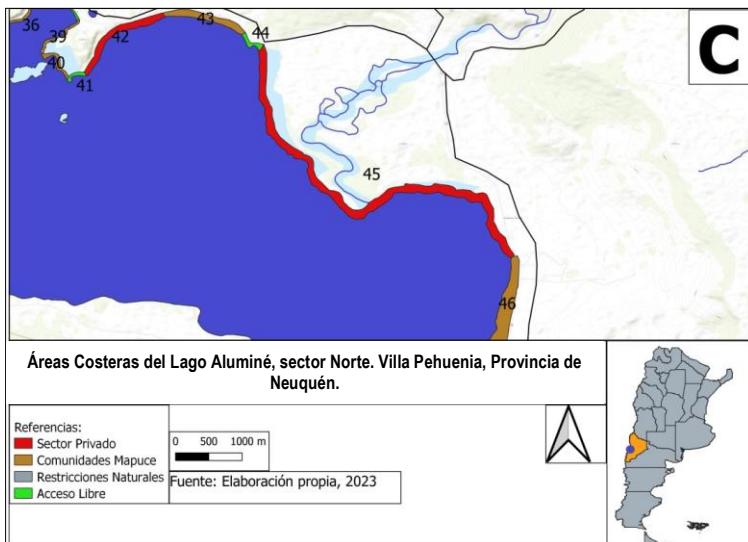 36
39
40
41
42
43
44
45
46
C
Áreas Costeras del Lago Aluminé, sector Norte. Villa Pehuenia, Provincia de
Neuquén.
Referencias:
Sector Privado
Comunidades Mapuce
Restricciones Naturales
Acceso Libre
0 500 1000 m
Fuente: Elaboración propia, 2023